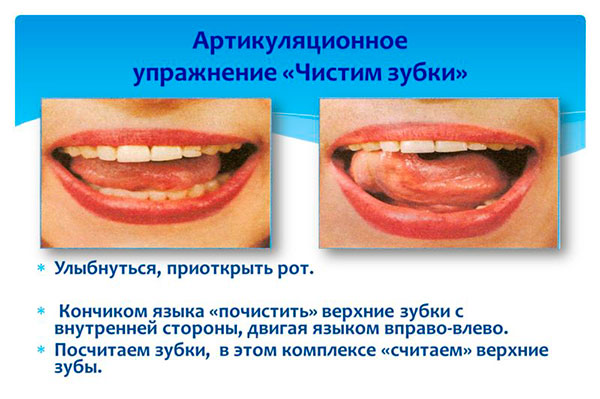 Артикуляционное
упражнение «Чистим зубки»
Улыбнуться, приоткрыть рот.
Кончиком языка «почистить» верхние зубки с
внутренней стороны, двигая языком вправо-влево.
Посчитаем зубки, в этом комплексе «считаем» верхние
зубы.